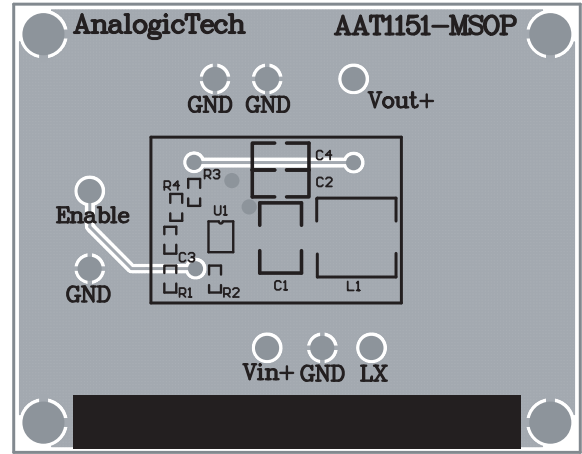 AnalogicTech AAT1151-MSOP
GND GND Vout+
C4
R3
C2
R4
Enable
U1
C3
GND
R1 R2 C1 L1
Vin+ GND LX